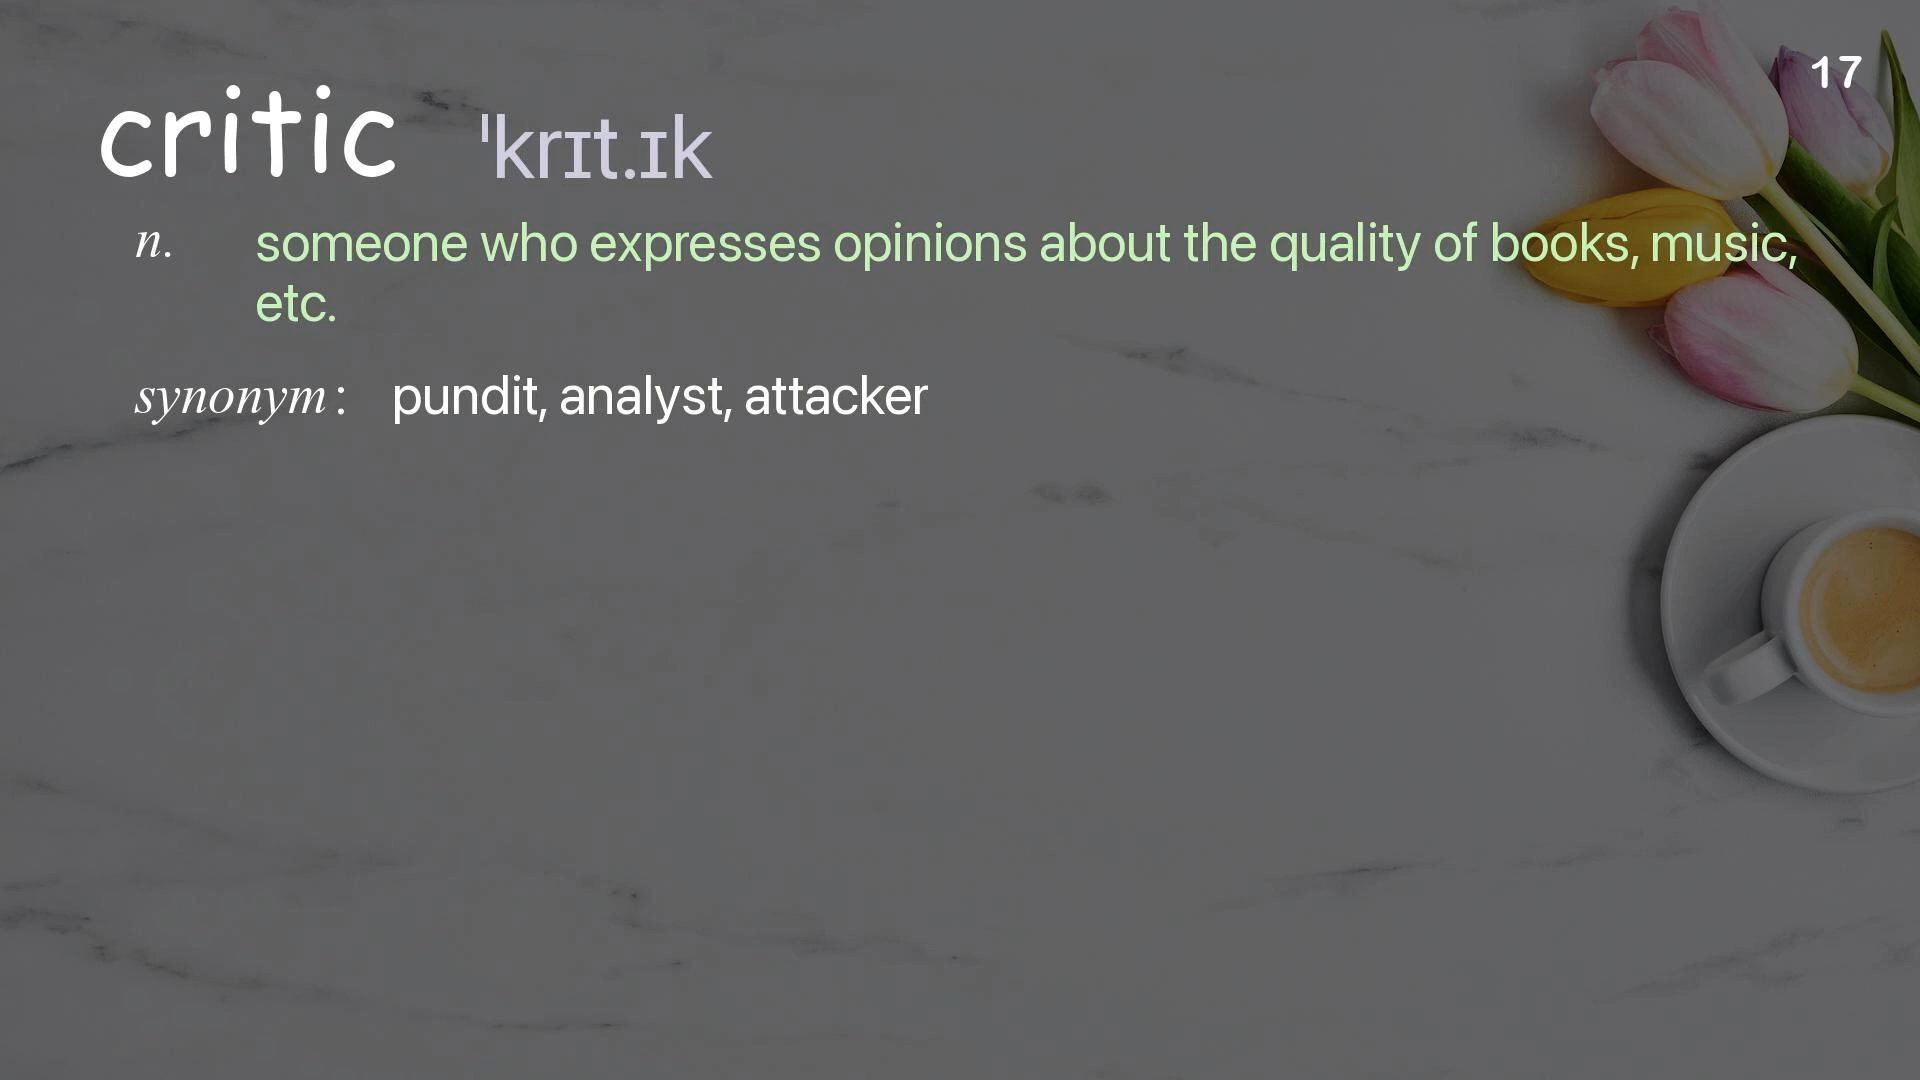 17
critic ˈkrɪt.ɪk
n. someone who expresses opinions about the quality of books, music,
etc.
synonym: pundit, analyst, attacker